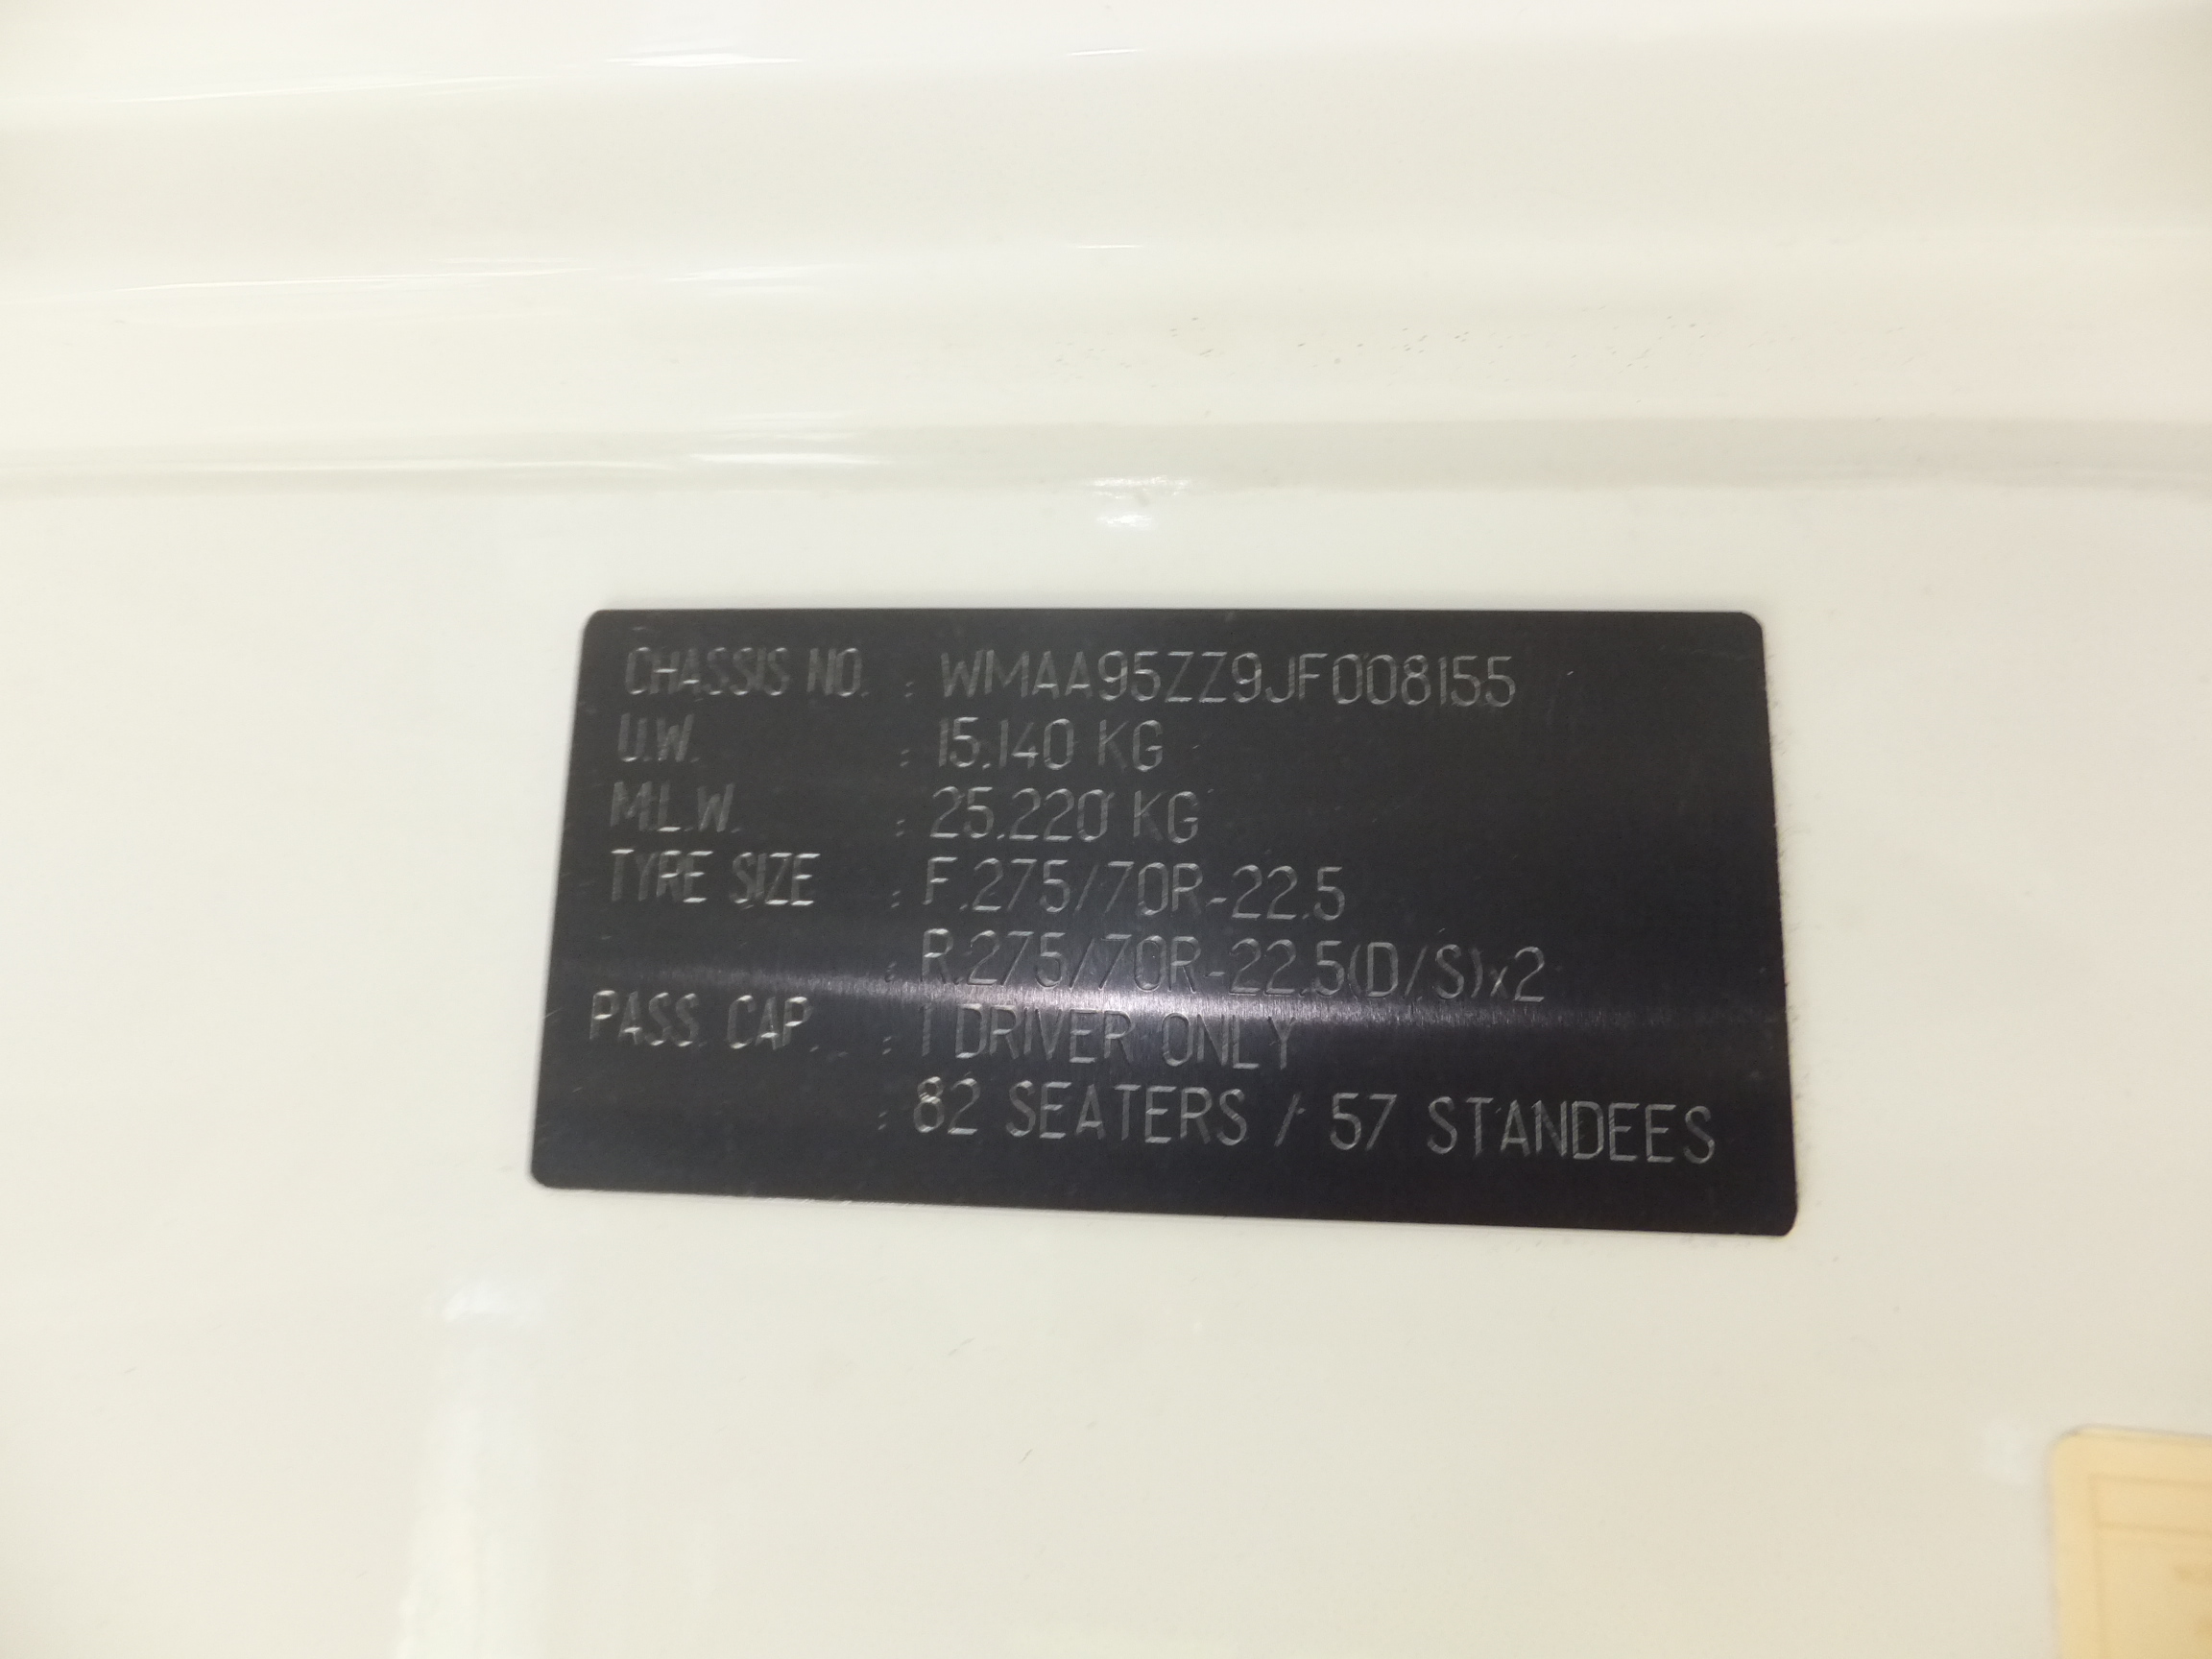 CHASSIS NO. : WMAA95ZZ9JF008155
U.W. : 15.140 KG
M.L.W. : 25.220 KG
TYRE SIZE : F.275/70R-22.5
: R.275/70R-22.5(D/S)x2
PASS. CAP. : 1 DRIVER ONLY
: 82 SEATERS / 57 STANDEES